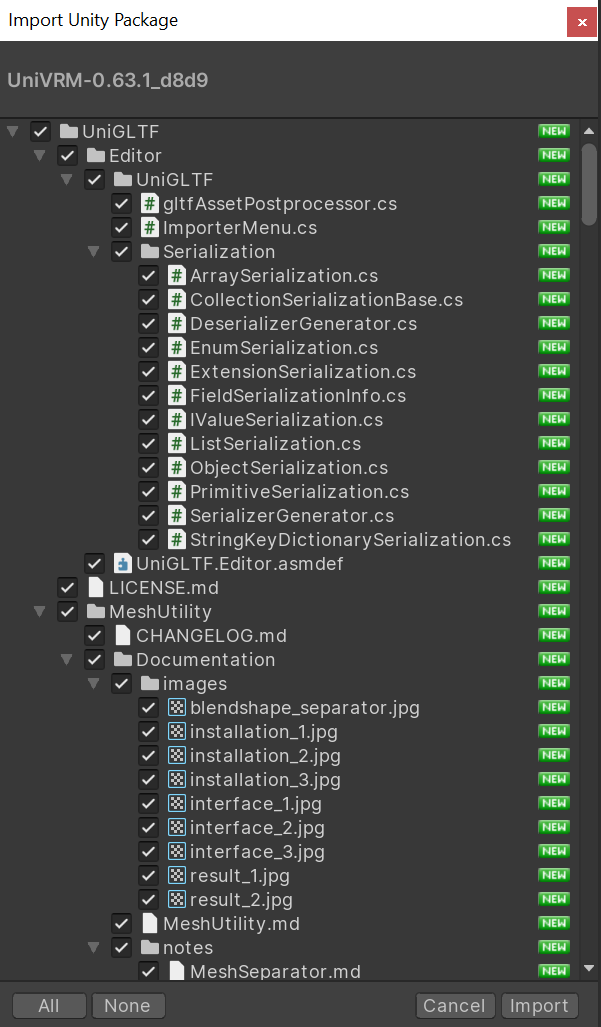 Import Unity Package
UniVRM-0.63.1_d8d9
UniGLTF NEW
Editor NEW
UniGLTF NEW
gltfAssetPostprocessor.cs NEW
ImporterMenu.cs NEW
Serialization NEW
ArraySerialization.cs NEW
CollectionSerializationBase.cs NEW
DeserializerGenerator.cs NEW
EnumSerialization.cs NEW
ExtensionSerialization.cs NEW
FieldSerializationInfo.cs NEW
IValueSerialization.cs NEW
ListSerialization.cs NEW
ObjectSerialization.cs NEW
PrimitiveSerialization.cs NEW
SerializerGenerator.cs NEW
StringKeyDictionarySerialization.cs NEW
UniGLTF.Editor.asmdef NEW
LICENSE.md NEW
MeshUtility NEW
CHANGELOG.md NEW
Documentation NEW
images NEW
blendshape_separator.jpg NEW
installation_1.jpg NEW
installation_2.jpg NEW
installation_3.jpg NEW
interface_1.jpg NEW
interface_2.jpg NEW
interface_3.jpg NEW
result_1.jpg NEW
result_2.jpg NEW
MeshUtility.md NEW
notes NEW
MeshSeparator.md NEW
All None Cancel Import